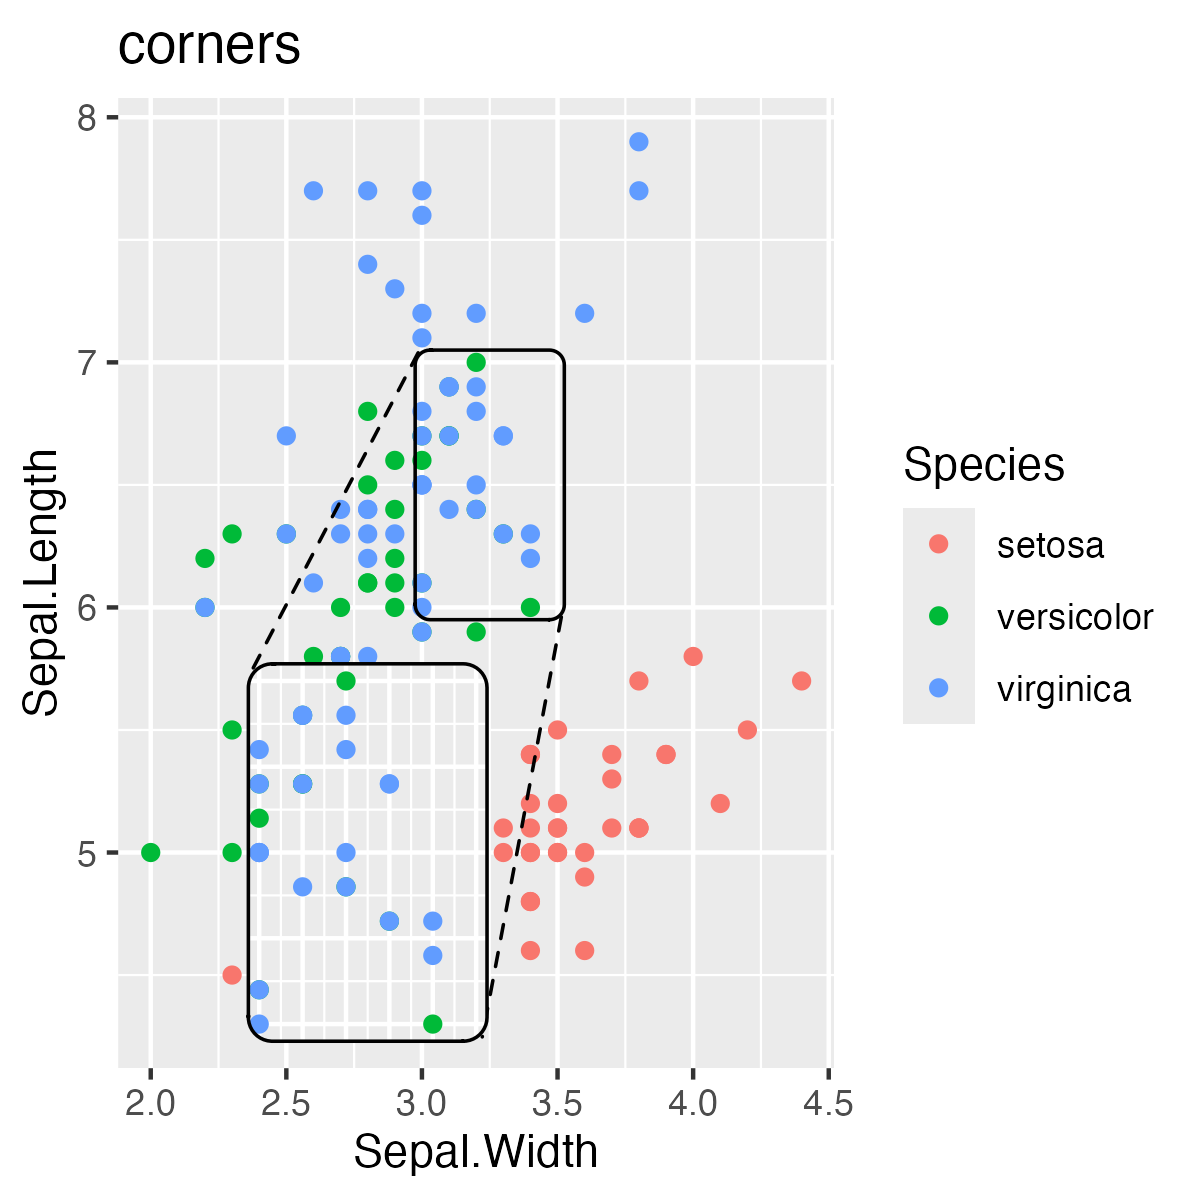 corners
8
7
6
5
Sepal.Length
2.0 2.5 3.0 3.5 4.0 4.5
Sepal.Width
Species
setosa
versicolor
virginica